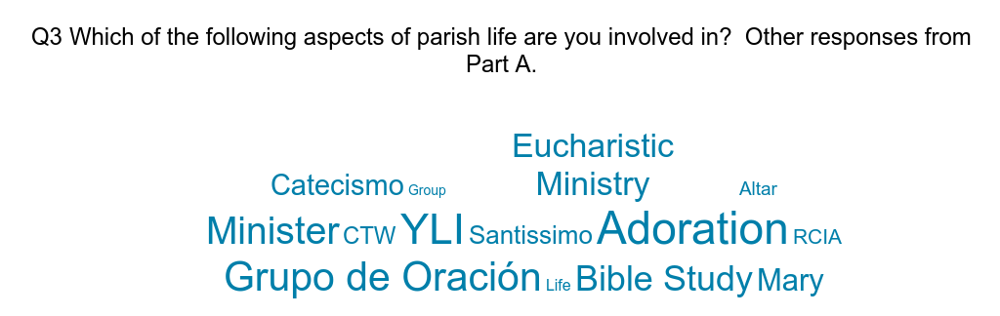 Q3 Which of the following aspects of parish life are you involved in?  Other responses from
Part A.
Eucharistic
Catecismo Group Ministry Altar
Minister CTW YLI Santissimo Adoration RCIA
Grupo de Oración Life Bible Study Mary